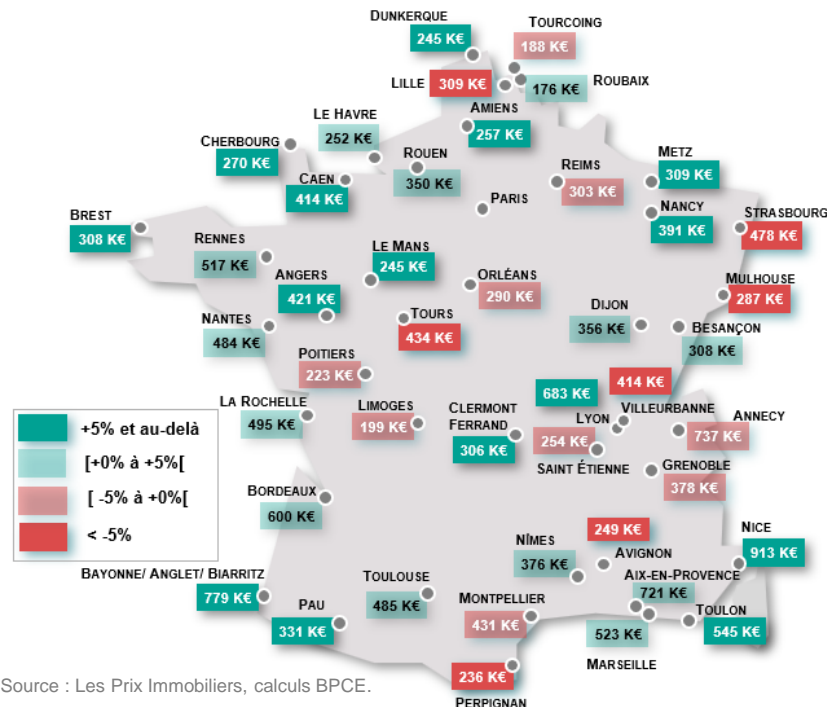 DUNKERQUE
245 K€
TOURCOING
188 K€
LILLE
309 K€
176 K€
ROUBAIX
LE HAVRE
252 K€
AMIENS
257 K€
CHERBOURG
270 K€
ROUEN
350 K€
CAEN
414 K€
REIMS
303 K€
METZ
309 K€
PARIS
NANCY
391 K€
STRASBOURG
478 K€
BREST
308 K€
RENNES
517 K€
LE MANS
245 K€
ANGERS
421 K€
ORLÉANS
290 K€
MULHOUSE
287 K€
NANTES
484 K€
TOURS
434 K€
DIJON
356 K€
BESANÇON
308 K€
POITIERS
223 K€
LA ROCHELLE
495 K€
LIMOGES
199 K€
CLERMONT
FERRAND
306 K€
683 K€
LYON
414 K€
VILLEURBANNE
ANNECY
737 K€
254 K€
SAINT ÉTIENNE
GRENOBLE
378 K€
+5% et au-delà
[+0% à +5%[
[ -5% à +0%[
< -5%
BORDEAUX
600 K€
249 K€
AVIGNON
NÎMES
376 K€
NICE
913 K€
BAYONNE/ ANGLET/ BIARRITZ
779 K€
TOULOUSE
485 K€
AIX-EN-PROVENCE
721 K€
MONTPELLIER
431 K€
PAU
331 K€
523 K€
MARSEILLE
TOULON
545 K€
236 K€
PERPIGNAN
Source : Les Prix Immobiliers, calculs BPCE.